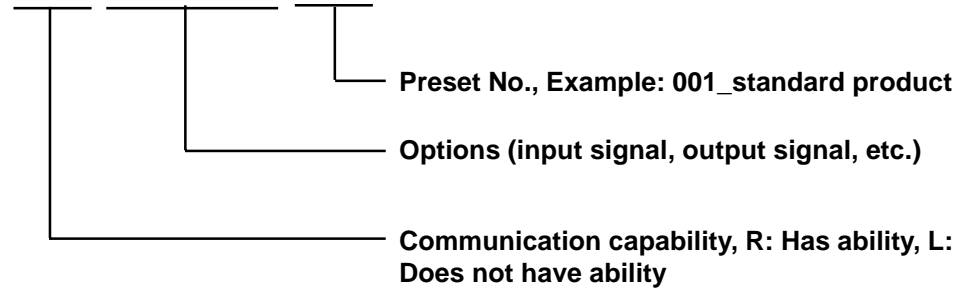 Preset No., Example: 001_standard product
Options (input signal, output signal, etc.)
Communication capability, R: Has ability, L:
Does not have ability